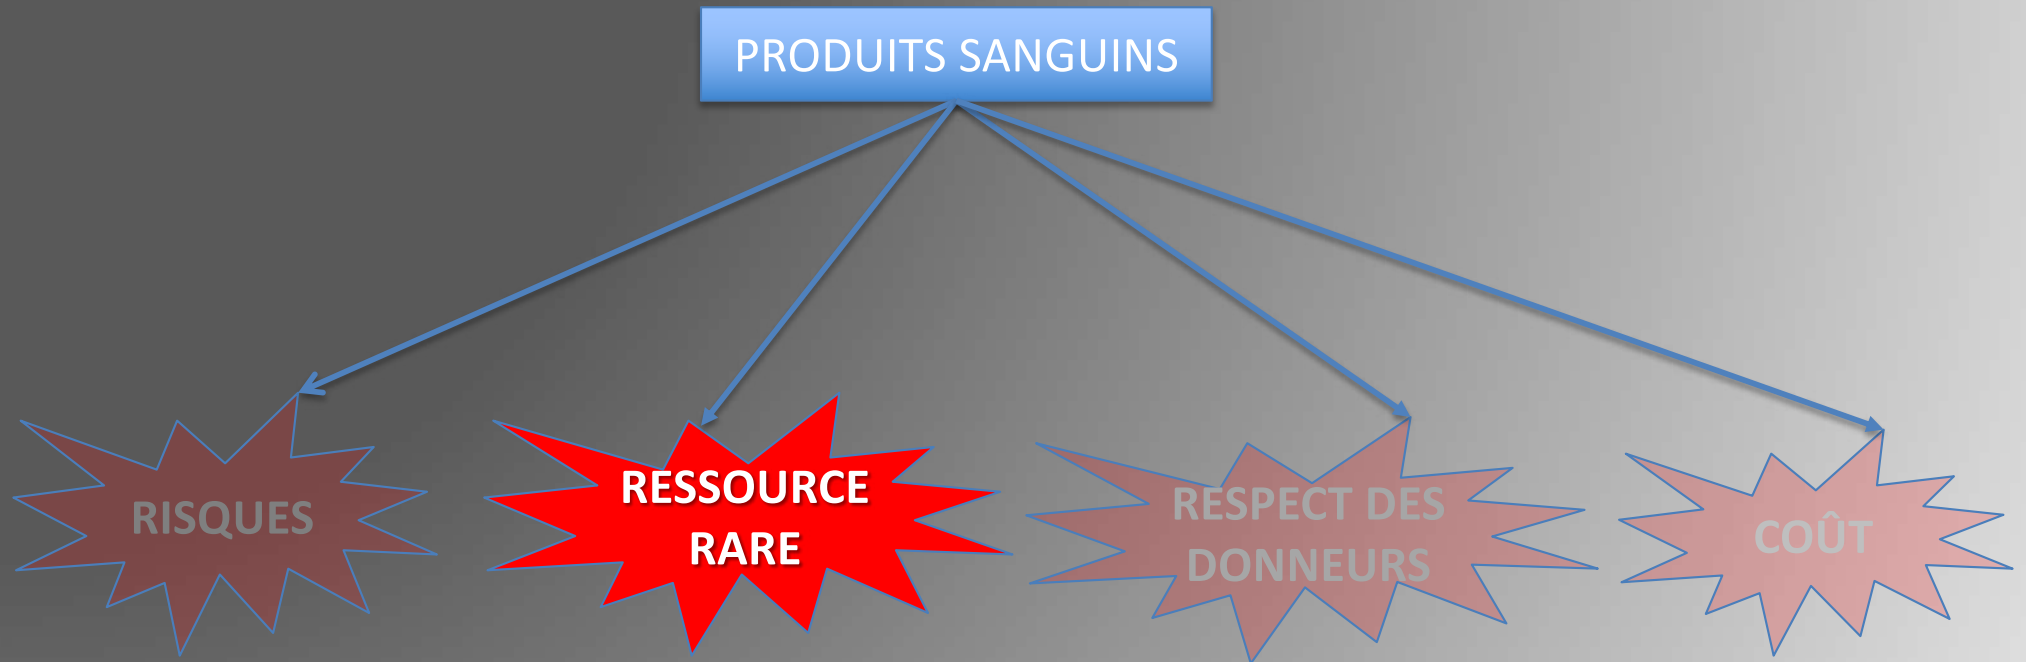 PRODUITS SANGUINS
RISQUES
RESSOURCE
RARE
RESPECT DES
DONNEURS
COÛT